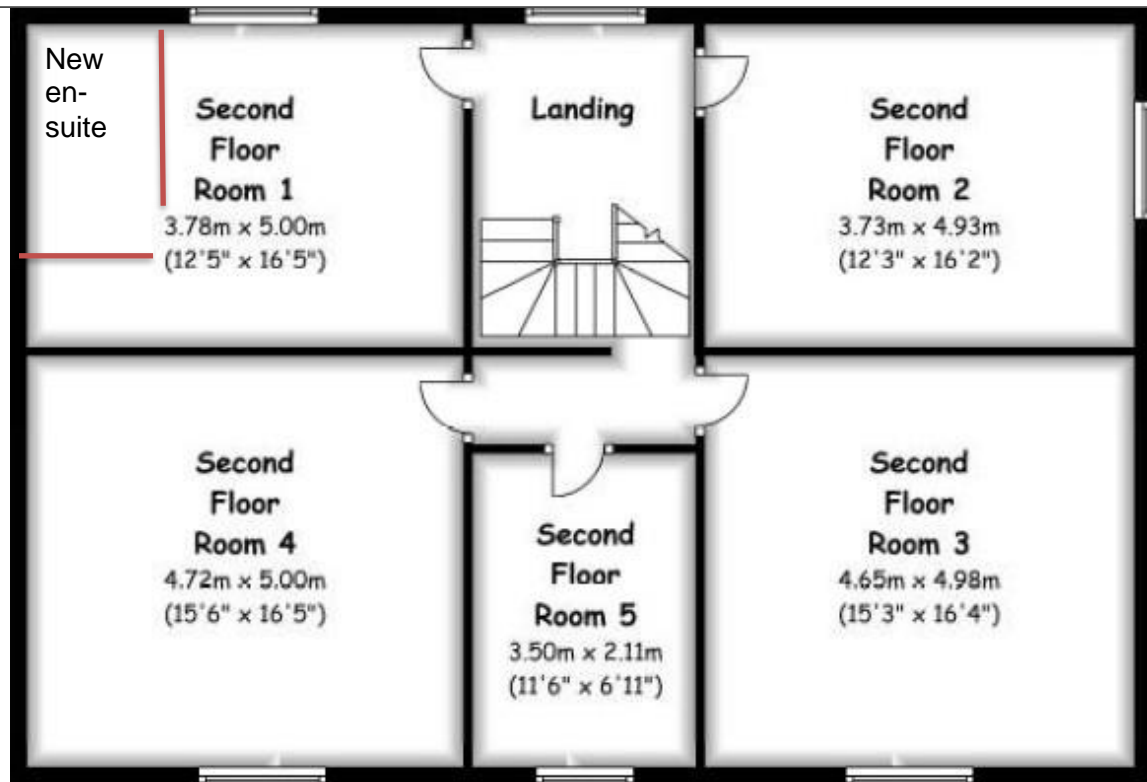 New
en-
suite
Second
Floor
Room 1
3.78m x 5.00m
(12'5" x 16'5")
Landing
Second
Floor
Room 2
3.73m x 4.93m
(12'3" x 16'2")
Second
Floor
Room 4
4.72m x 5.00m
(15'6" x 16'5")
Second
Floor
Room 5
3.50m x 2.11m
(11'6" x 6'11")
Second
Floor
Room 3
4.65m x 4.98m
(15'3" x 16'4")